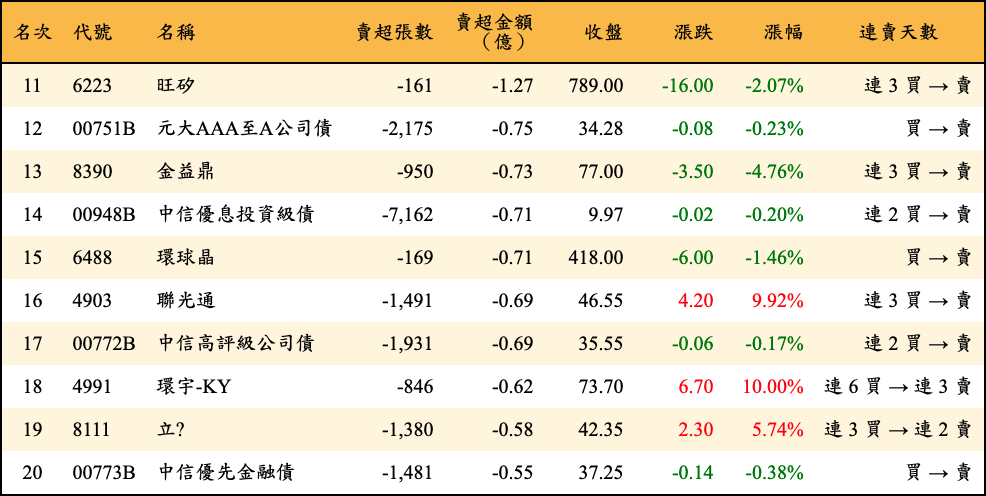 名次 代號 名稱 賣超張數 賣超金額（億） 收盤 漲跌 漲幅 連賣天數
11 6223 旺矽 -161 -1.27 789.00 -16.00 -2.07% 連 3 買 → 賣
12 00751B 元大AAA至A公司債 -2,175 -0.75 34.28 -0.08 -0.23% 買 → 賣
13 8390 金益鼎 -950 -0.73 77.00 -3.50 -4.76% 連 3 買 → 賣
14 00948B 中信優息投資級債 -7,162 -0.71 9.97 -0.02 -0.20% 連 2 買 → 賣
15 6488 環球晶 -169 -0.71 418.00 -6.00 -1.46% 買 → 賣
16 4903 聯光通 -1,491 -0.69 46.55 4.20 9.92% 連 3 買 → 賣
17 00772B 中信高評級公司債 -1,931 -0.69 35.55 -0.06 -0.17% 連 2 買 → 賣
18 4991 環宇-KY -846 -0.62 73.70 6.70 10.00% 連 6 買 → 連 3 賣
19 8111 立? -1,380 -0.58 42.35 2.30 5.74% 連 3 買 → 連 2 賣
20 00773B 中信優先金融債 -1,481 -0.55 37.25 -0.14 -0.38% 買 → 賣